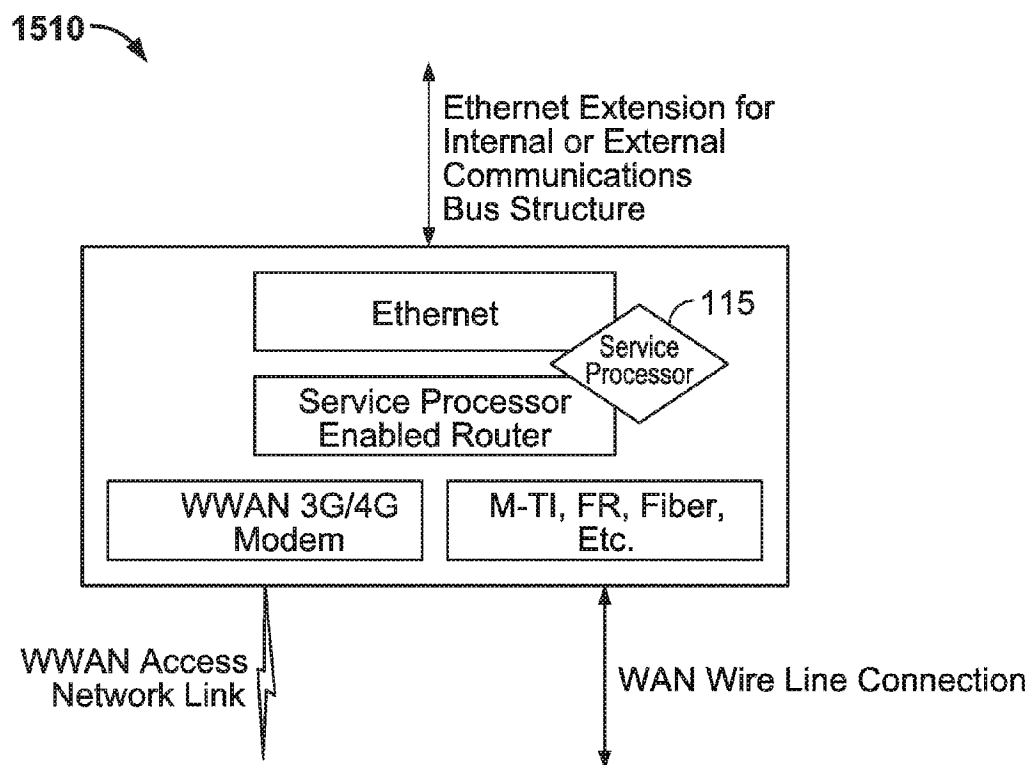 1510
Ethernet Extension for
Internal or External
Communications
Bus Structure
Ethernet
115
Service
Processor
Service Processor
Enabled Router
WWAN 3G/4G
Modem
M-TI, FR, Fiber,
Etc.
WWAN Access
Network Link
WAN Wire Line Connection